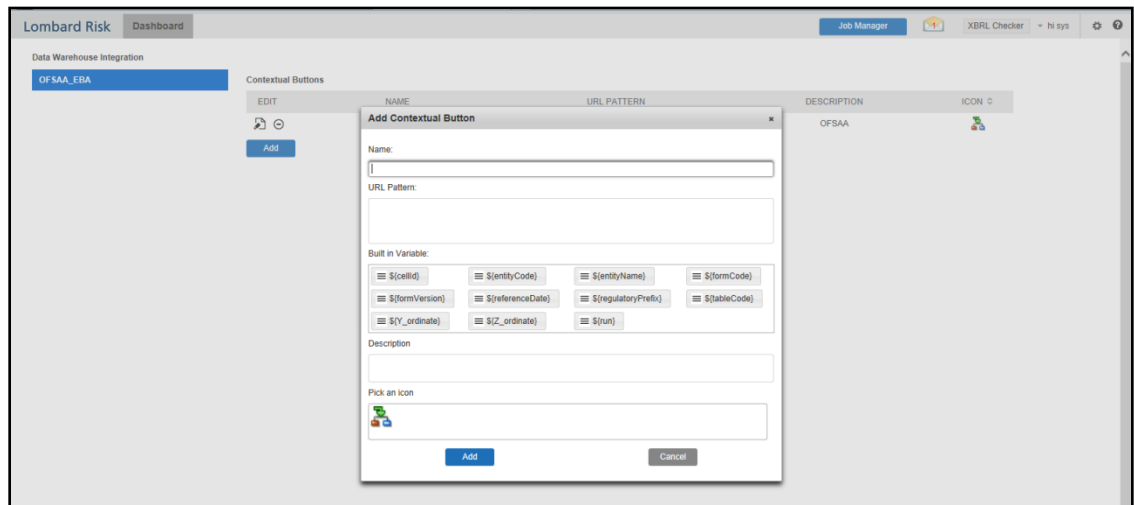 Lombard Risk Dashboard Job Manager XBRL Checker hi sys
Data Warehouse Integration
OFSAA_EBA Contextual Buttons
EDIT NAME URL PATTERN DESCRIPTION ICON
Add Contextual Button
OFSAA
Add
Name:
URL Pattern:
Built in Variable:
${cellId} ${entityCode} ${entityName} ${formCode}
${formVersion} ${referenceDate} ${regulatoryPrefix} ${tableCode}
${Y_ordinate} ${Z_ordinate} ${run}
Description
Pick an icon
Add Cancel